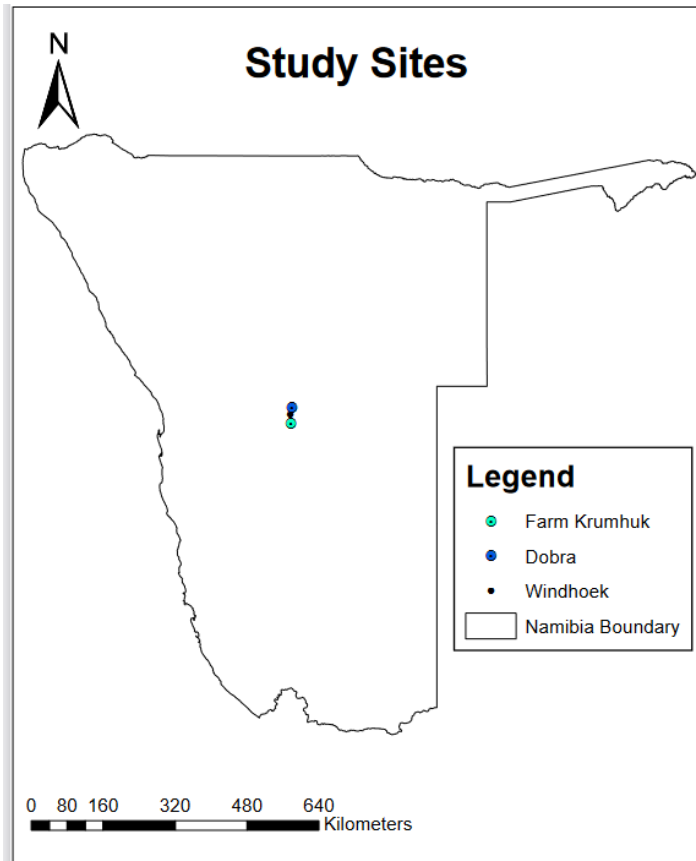 N
Study Sites
Legend
Farm Krumhuk
Dobra
Windhoek
Namibia Boundary
0 80 160 320 480 640
Kilometers